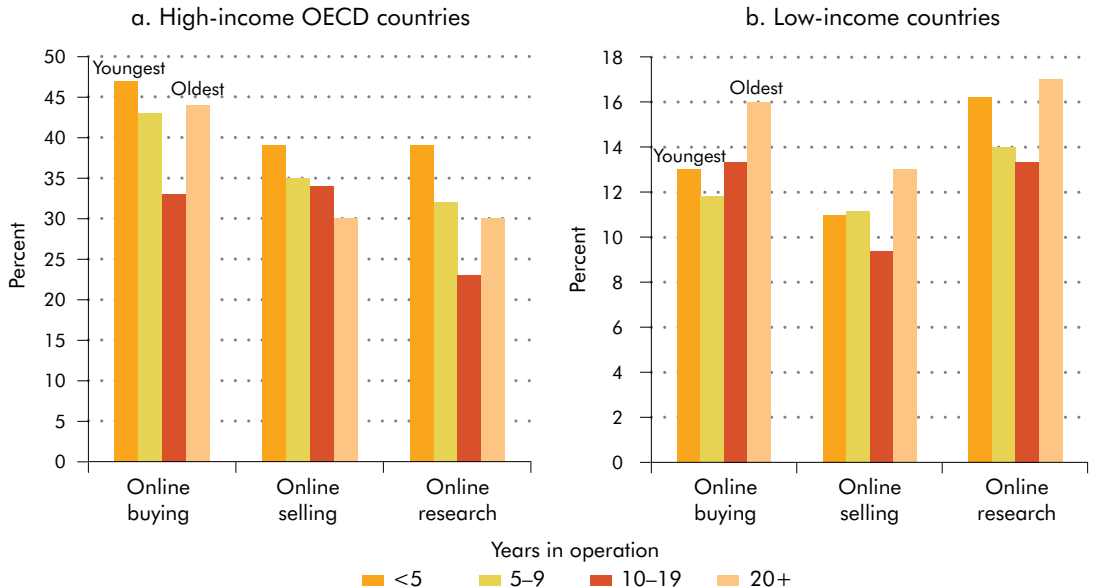 a. High-income OECD countries
50
45
40
35
30
25
20
15
10
5
0
Percent
Youngest
Oldest
Online
buying
Online
selling
Online
research
b. Low-income countries
18
16
14
12
10
8
6
4
2
0
Percent
Youngest
Oldest
Online
buying
Online
selling
Online
research
Years in operation
<5 5–9 10–19 20+